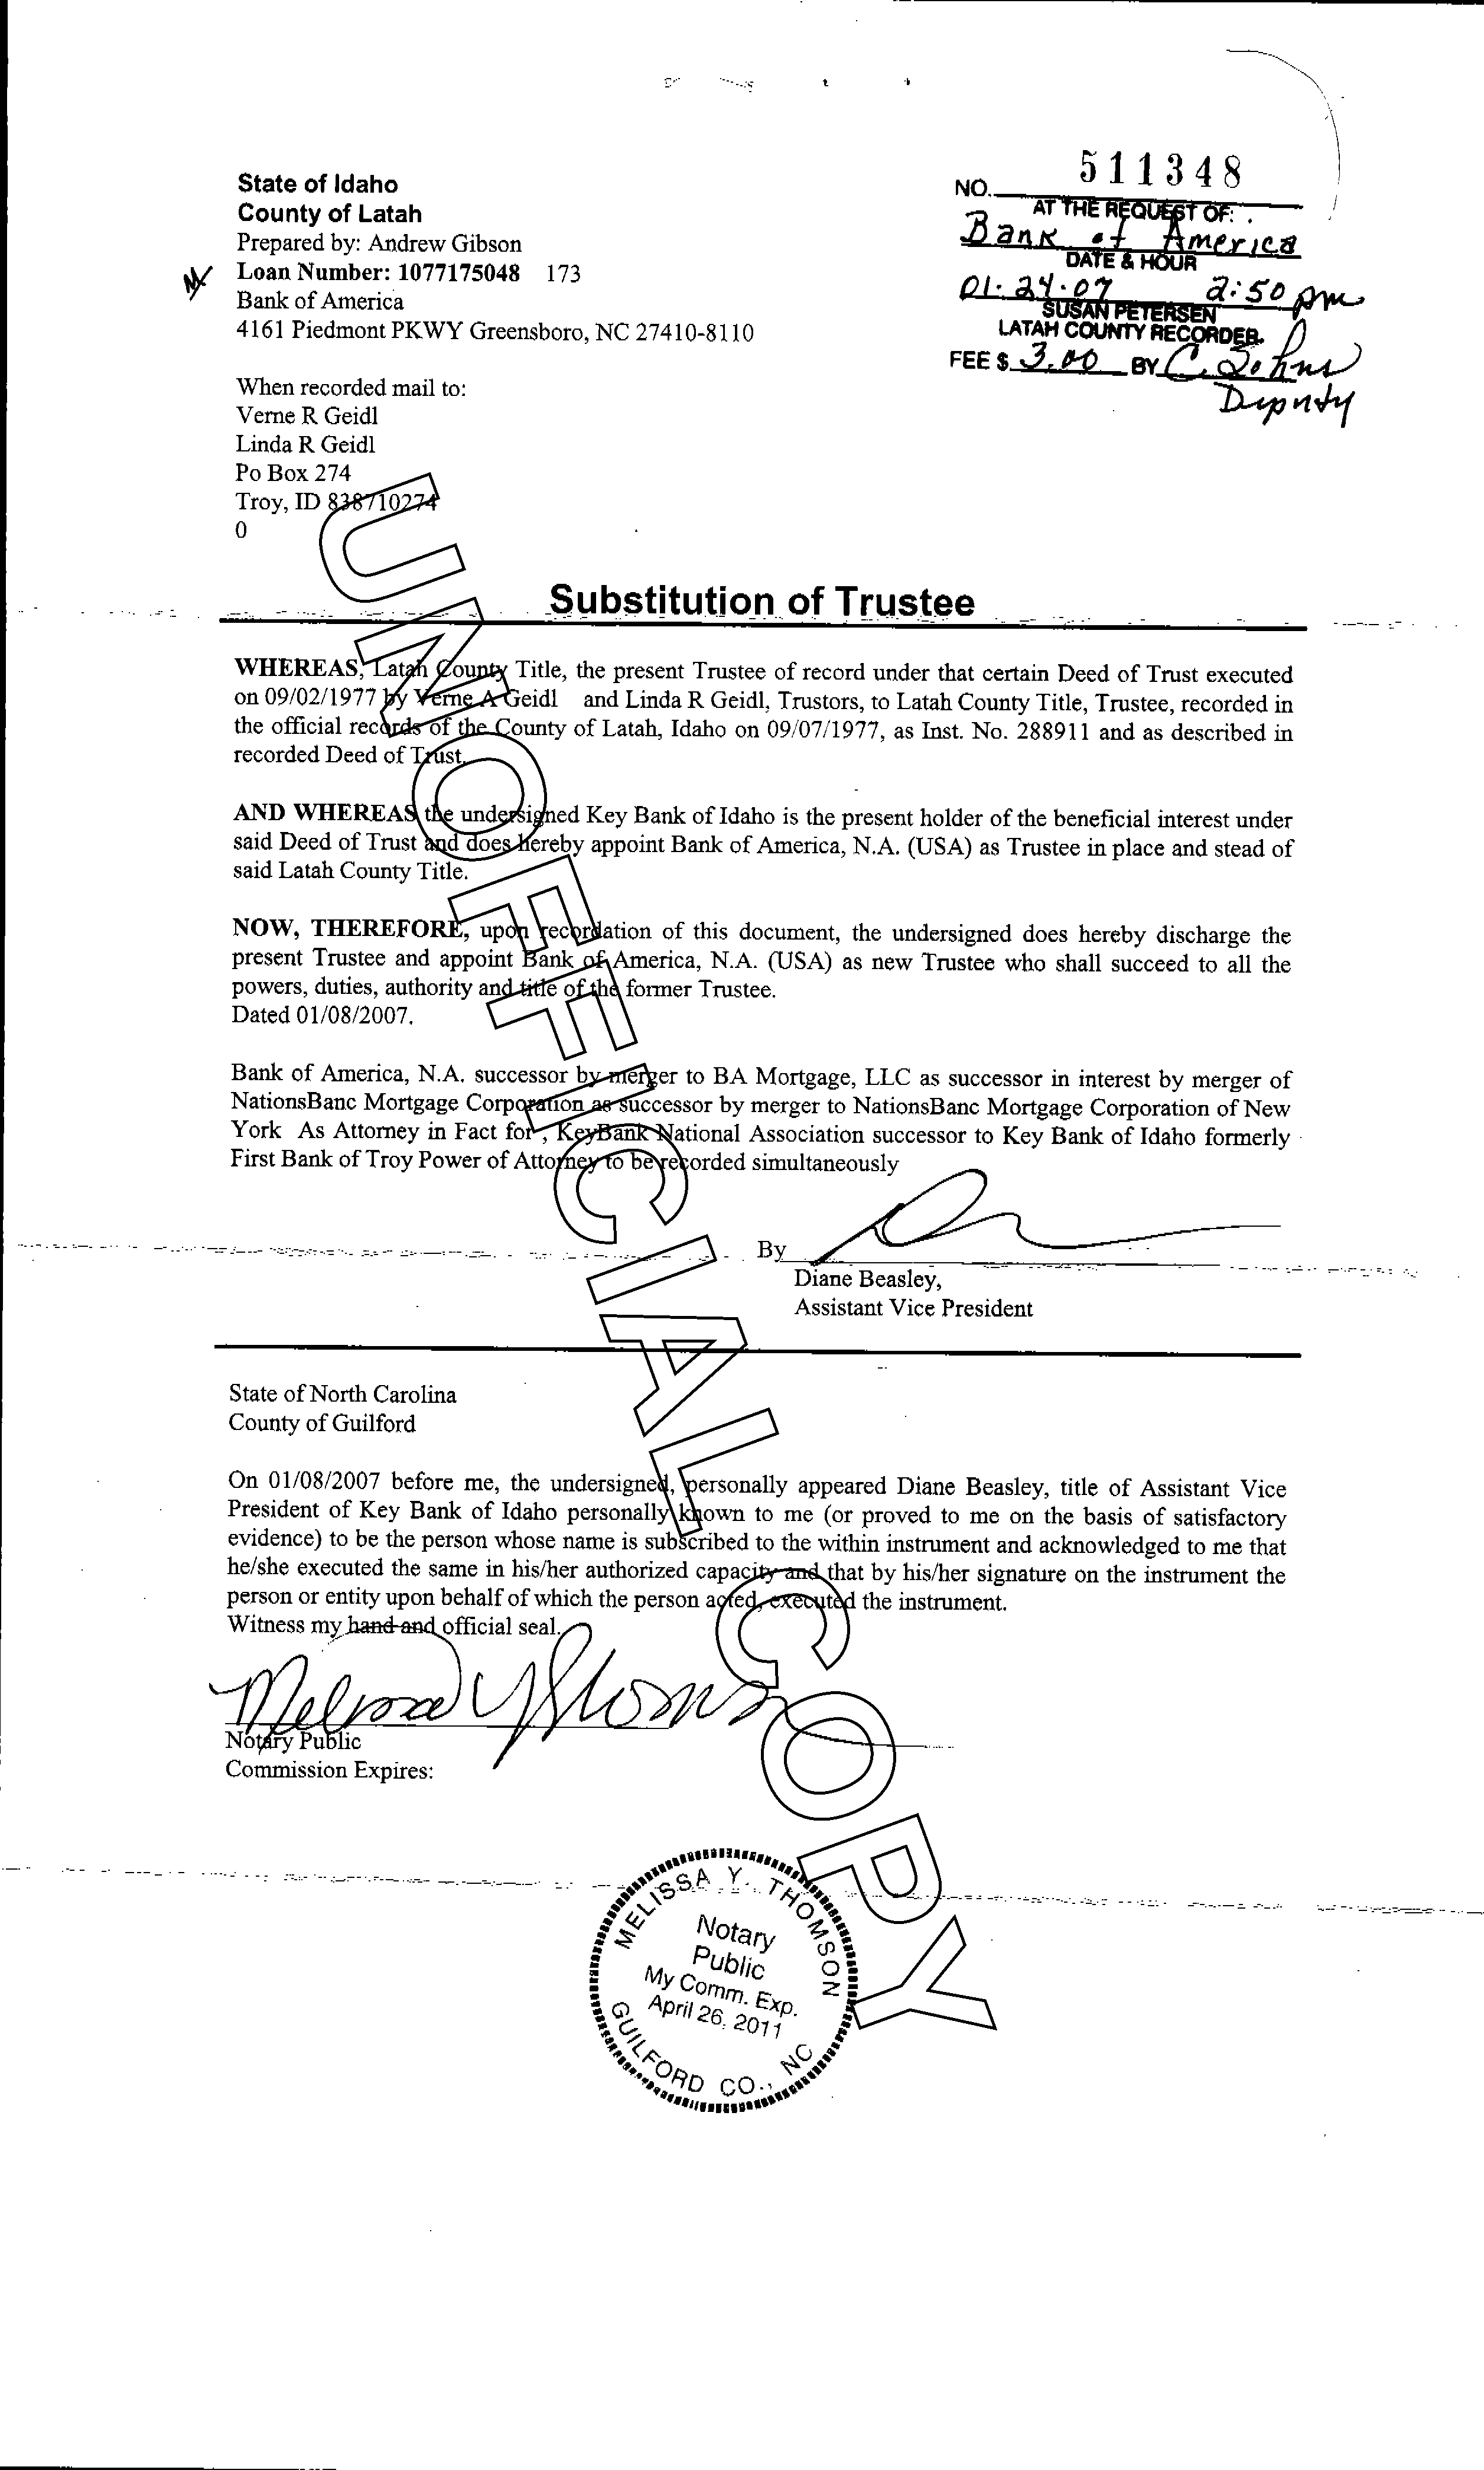 State of Idaho
County of Latah
Prepared by: Andrew Gibson
Loan Number: 1077175048 173
Bank of America
4161 Piedmont PKWY Greensboro, NC 27410-8110
When recorded mail to:
Verne R Geidl
Linda R Geidl
Po Box 274
Troy, ID 838710274
0
NO. 511348
AT THE REQUEST OF:
Bank of America
DATE & HOUR
01.24.07 2:50 pm
SUSAN PETERSEN
LATAH COUNTY RECORDER
FEE $ 3.00 BY C. Johns
Deputy
Substitution of Trustee
WHEREAS, Latah County Title, the present Trustee of record under that certain Deed of Trust executed
on 09/02/1977 by Verne A Geidl and Linda R Geidl, Trustors, to Latah County Title, Trustee, recorded in
the official records of the County of Latah, Idaho on 09/07/1977, as Inst. No. 288911 and as described in
recorded Deed of Trust.
AND WHEREAS the undersigned Key Bank of Idaho is the present holder of the beneficial interest under
said Deed of Trust and does hereby appoint Bank of America, N.A. (USA) as Trustee in place and stead of
said Latah County Title.
NOW, THEREFORE, upon recordation of this document, the undersigned does hereby discharge the
present Trustee and appoint Bank of America, N.A. (USA) as new Trustee who shall succeed to all the
powers, duties, authority and title of the former Trustee.
Dated 01/08/2007.
Bank of America, N.A. successor by merger to BA Mortgage, LLC as successor in interest by merger of
NationsBanc Mortgage Corporation as successor by merger to NationsBanc Mortgage Corporation of New
York As Attorney in Fact for , KeyBank National Association successor to Key Bank of Idaho formerly
First Bank of Troy Power of Attorney to be recorded simultaneously
By
Diane Beasley,
Assistant Vice President
State of North Carolina
County of Guilford
On 01/08/2007 before me, the undersigned, personally appeared Diane Beasley, title of Assistant Vice
President of Key Bank of Idaho personally known to me (or proved to me on the basis of satisfactory
evidence) to be the person whose name is subscribed to the within instrument and acknowledged to me that
he/she executed the same in his/her authorized capacity and that by his/her signature on the instrument the
person or entity upon behalf of which the person acted, executed the instrument.
Witness my hand and official seal.
Melissa Y Thomson
Notary Public
Commission Expires:
MELISSA Y. THOMSON
Notary
Public
My Comm. Exp.
April 26, 2011
GUILFORD CO., NC
UNOFFICIAL COPY